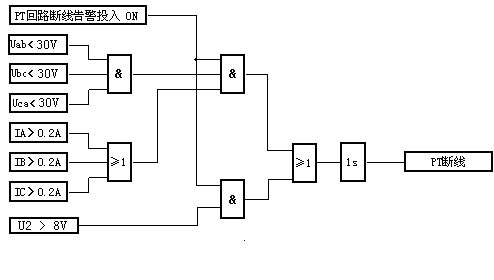 PT回路断线告警投入 ON
Uab<30V
Ubc<30V
Uca<30V
&
&
IA>0.2A
IB>0.2A
IC>0.2A
≥1
≥1
1s
PT断线
&
U2 > 8V